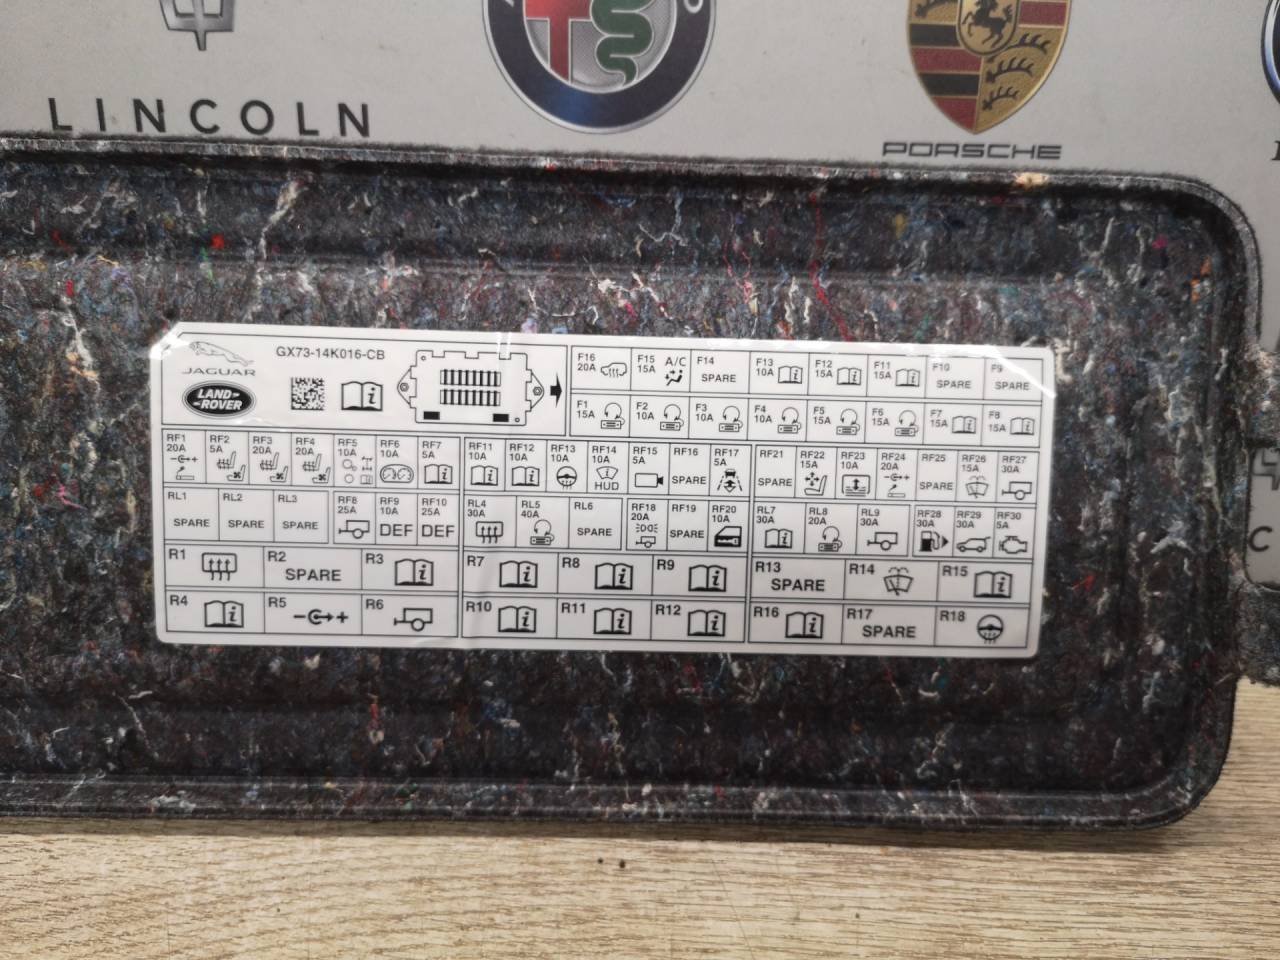 LINCOLN
PORSCHE
JAGUAR
LAND-
ROVER
GX73-14K016-CB
F16 20A
F15 15A A/C
F14 SPARE
F13 10A
F12 15A
F11 15A
F10 SPARE
F9 SPARE
F1 15A
F2 10A
F3 10A
F4 10A
F5 15A
F6 15A
F7 15A
F8 15A
RF1 20A
RF2 5A
RF3 20A
RF4 20A
RF5 10A
RF6 10A
RF7 5A
RF11 10A
RF12 10A
RF13 10A
RF14 10A HUD
RF15 5A
RF16 SPARE
RF17 5A
RF21 SPARE
RF22 15A
RF23 10A
RF24 20A
RF25 SPARE
RF26 15A
RF27 30A
RL1 SPARE
RL2 SPARE
RL3 SPARE
RF8 25A
RF9 10A DEF
RF10 25A DEF
RL4 30A
RL5 40A
RL6 SPARE
RF18 20A
RF19 SPARE
RF20 10A
RL7 30A
RL8 20A
RL9 30A
RF28 30A
RF29 30A
RF30 5A
R1
R2 SPARE
R3
R7
R8
R9
R13 SPARE
R14
R15
R4
R5
R6
R10
R11
R12
R16
R17 SPARE
R18
C